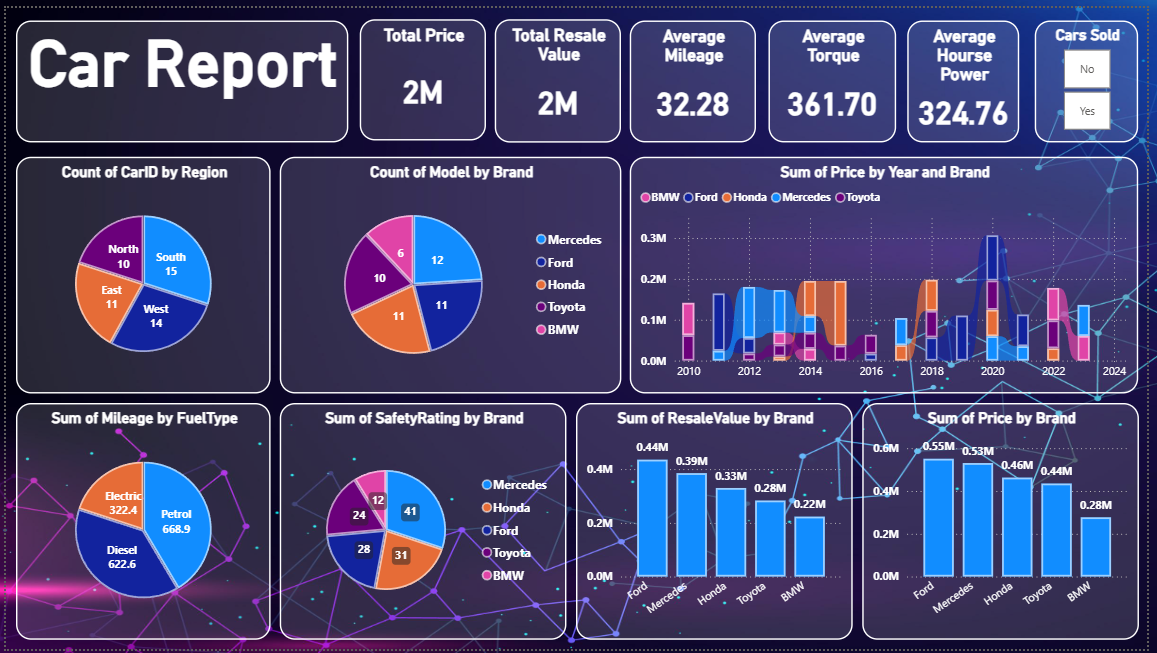 Car Report
Total Price
2M
Total Resale
Value
2M
Average
Mileage
32.28
Average
Torque
361.70
Average
Hourse
Power
324.76
Cars Sold
No
Yes
Count of CarID by Region
North
10
South
15
East
11
West
14
Count of Model by Brand
6
12
10
11
11
Mercedes
Ford
Honda
Toyota
BMW
Sum of Price by Year and Brand
BMW Ford Honda Mercedes Toyota
0.3M
0.2M
0.1M
0.0M
2010 2012 2014 2016 2018 2020 2022 2024
Sum of Mileage by FuelType
Electric
322.4
Petrol
668.9
Diesel
622.6
Sum of SafetyRating by Brand
12
41
24
28
31
Mercedes
Honda
Ford
Toyota
BMW
Sum of ResaleValue by Brand
0.4M
0.2M
0.0M
0.44M
0.39M
0.33M
0.28M
0.22M
Ford Mercedes Honda Toyota BMW
Sum of Price by Brand
0.6M
0.4M
0.2M
0.0M
0.55M
0.53M
0.46M
0.44M
0.28M
Ford Mercedes Honda Toyota BMW